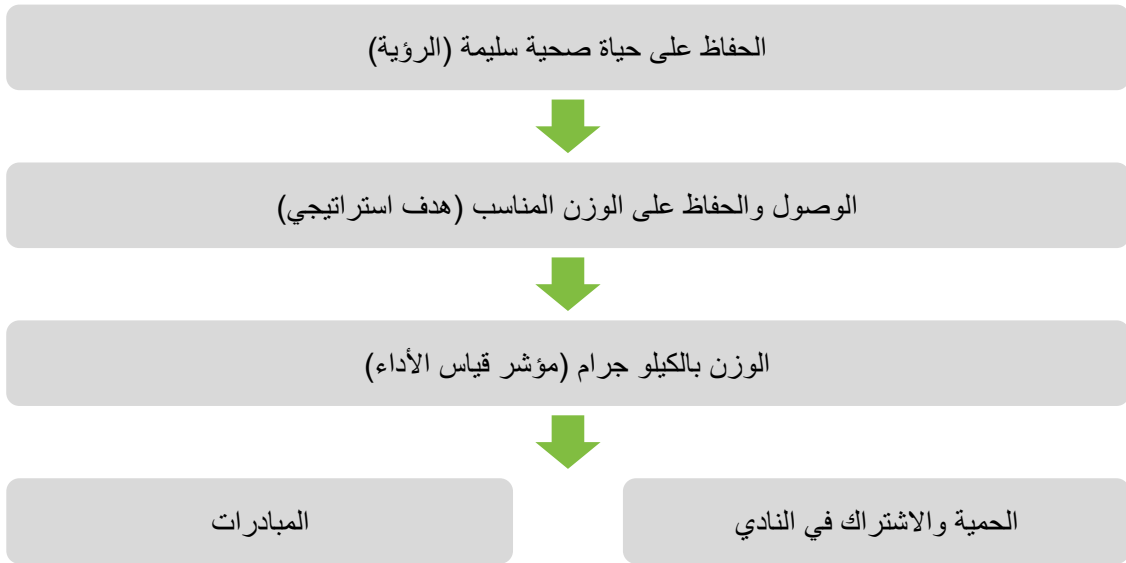 الحفاظ على حياة صحية سليمة (الرؤية)
الوصول والحفاظ على الوزن المناسب (هدف استراتيجي)
الوزن بالكيلو جرام (مؤشر قياس الأداء)
الحمية والاشتراك في النادي
المبادرات